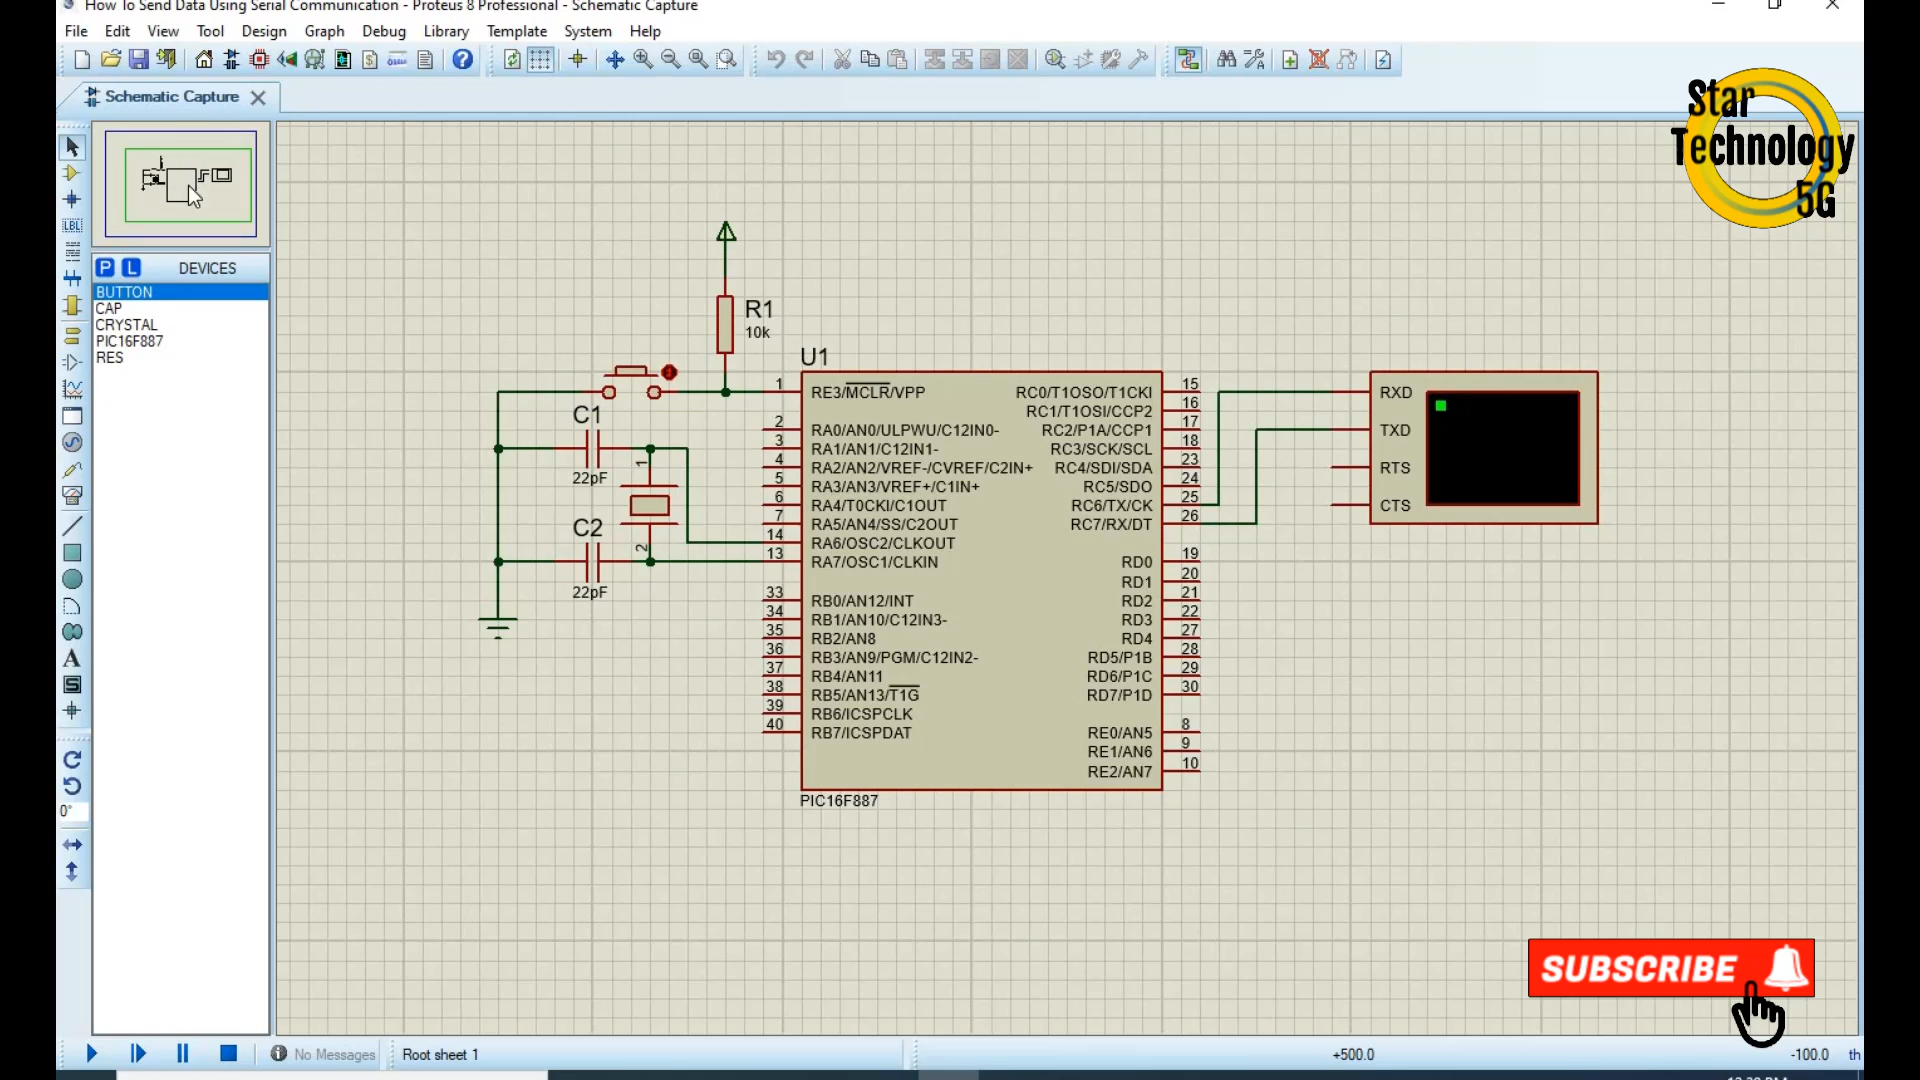 How To Send Data Using Serial Communication - Proteus 8 Professional - Schematic Capture
File Edit View Tool Design Graph Debug Library Template System Help
Schematic Capture
Star
Technology
5G
LBL
P L DEVICES
BUTTON
CAP
CRYSTAL
PIC16F887
RES
A
S
0°
R1
10k
U1
C1
22pF
C2
22pF
1
2
1 RE3/MCLR/VPP
2 RA0/AN0/ULPWU/C12IN0-
3 RA1/AN1/C12IN1-
4 RA2/AN2/VREF-/CVREF/C2IN+
5 RA3/AN3/VREF+/C1IN+
6 RA4/T0CKI/C1OUT
7 RA5/AN4/SS/C2OUT
14 RA6/OSC2/CLKOUT
13 RA7/OSC1/CLKIN
33 RB0/AN12/INT
34 RB1/AN10/C12IN3-
35 RB2/AN8
36 RB3/AN9/PGM/C12IN2-
37 RB4/AN11
38 RB5/AN13/T1G
39 RB6/ICSPCLK
40 RB7/ICSPDAT
RC0/T1OSO/T1CKI 15
RC1/T1OSI/CCP2 16
RC2/P1A/CCP1 17
RC3/SCK/SCL 18
RC4/SDI/SDA 23
RC5/SDO 24
RC6/TX/CK 25
RC7/RX/DT 26
RD0 19
RD1 20
RD2 21
RD3 22
RD4 27
RD5/P1B 28
RD6/P1C 29
RD7/P1D 30
RE0/AN5 8
RE1/AN6 9
RE2/AN7 10
PIC16F887
RXD
TXD
RTS
CTS
SUBSCRIBE
No Messages Root sheet 1 +500.0 -100.0 th